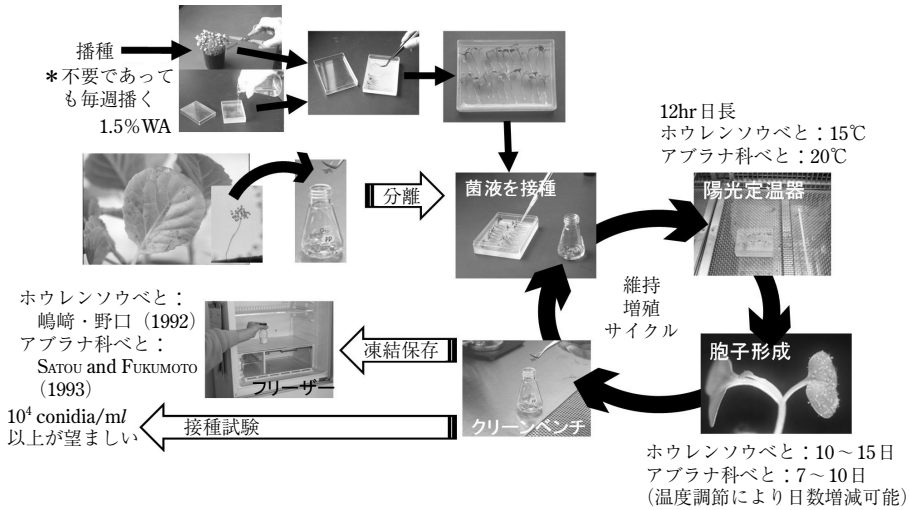 播種
＊不要であって
も毎週播く
1.5％WA
分離
菌液を接種
12hr日長
ホウレンソウべと：15℃
アブラナ科べと：20℃
陽光定温器
維持
増殖
サイクル
胞子形成
ホウレンソウべと：10～15日
アブラナ科べと：7～10日
（温度調節により日数増減可能）
クリーンベンチ
凍結保存
フリーザー
ホウレンソウべと：
嶋﨑・野口（1992）
アブラナ科べと：
SATOU and FUKUMOTO
（1993）
接種試験
10⁴ conidia/ml
以上が望ましい